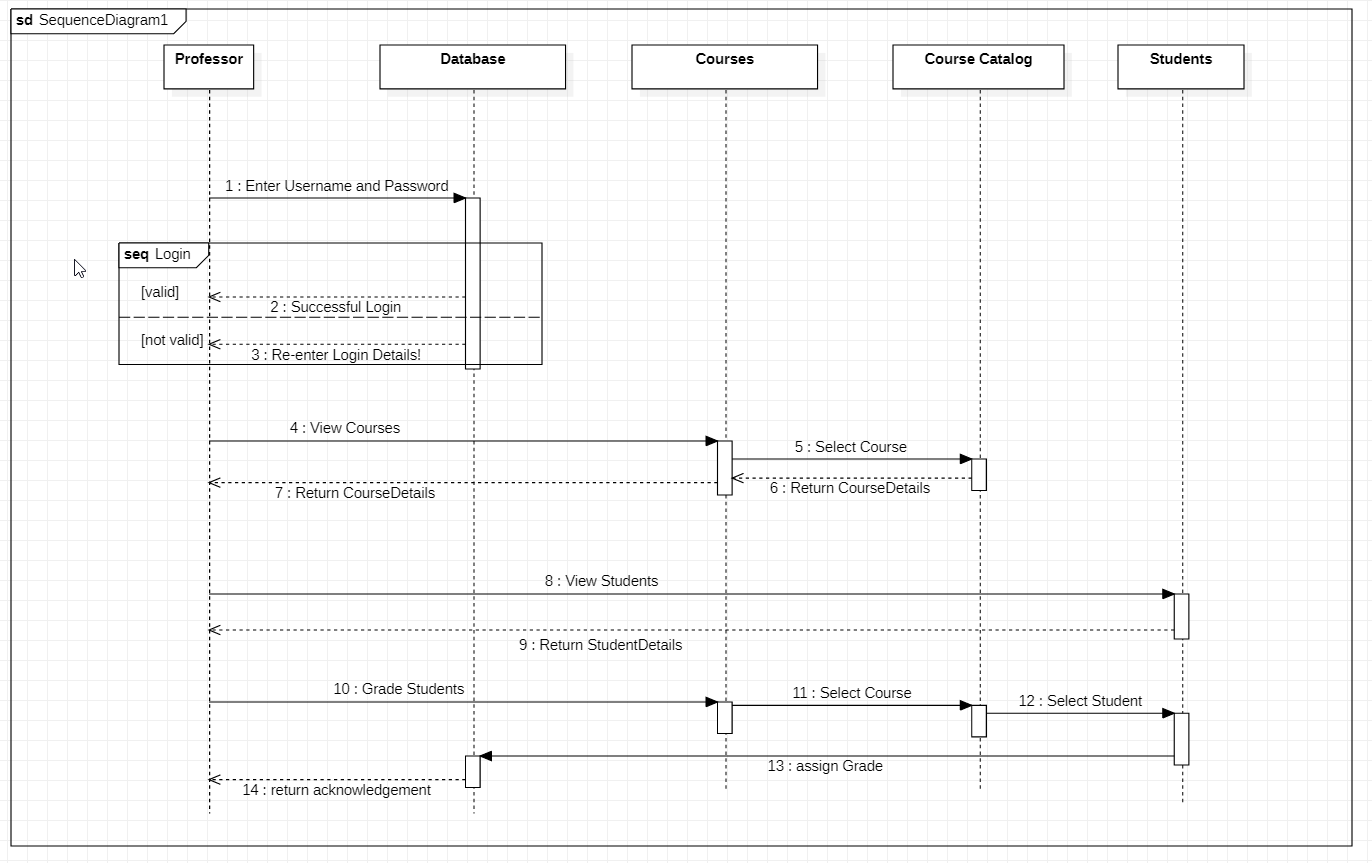 sd SequenceDiagram1
Professor
Database
Courses
Course Catalog
Students
1 : Enter Username and Password
seq Login
[valid]
2 : Successful Login
[not valid]
3 : Re-enter Login Details!
4 : View Courses
5 : Select Course
6 : Return CourseDetails
7 : Return CourseDetails
8 : View Students
9 : Return StudentDetails
10 : Grade Students
11 : Select Course
12 : Select Student
13 : assign Grade
14 : return acknowledgement